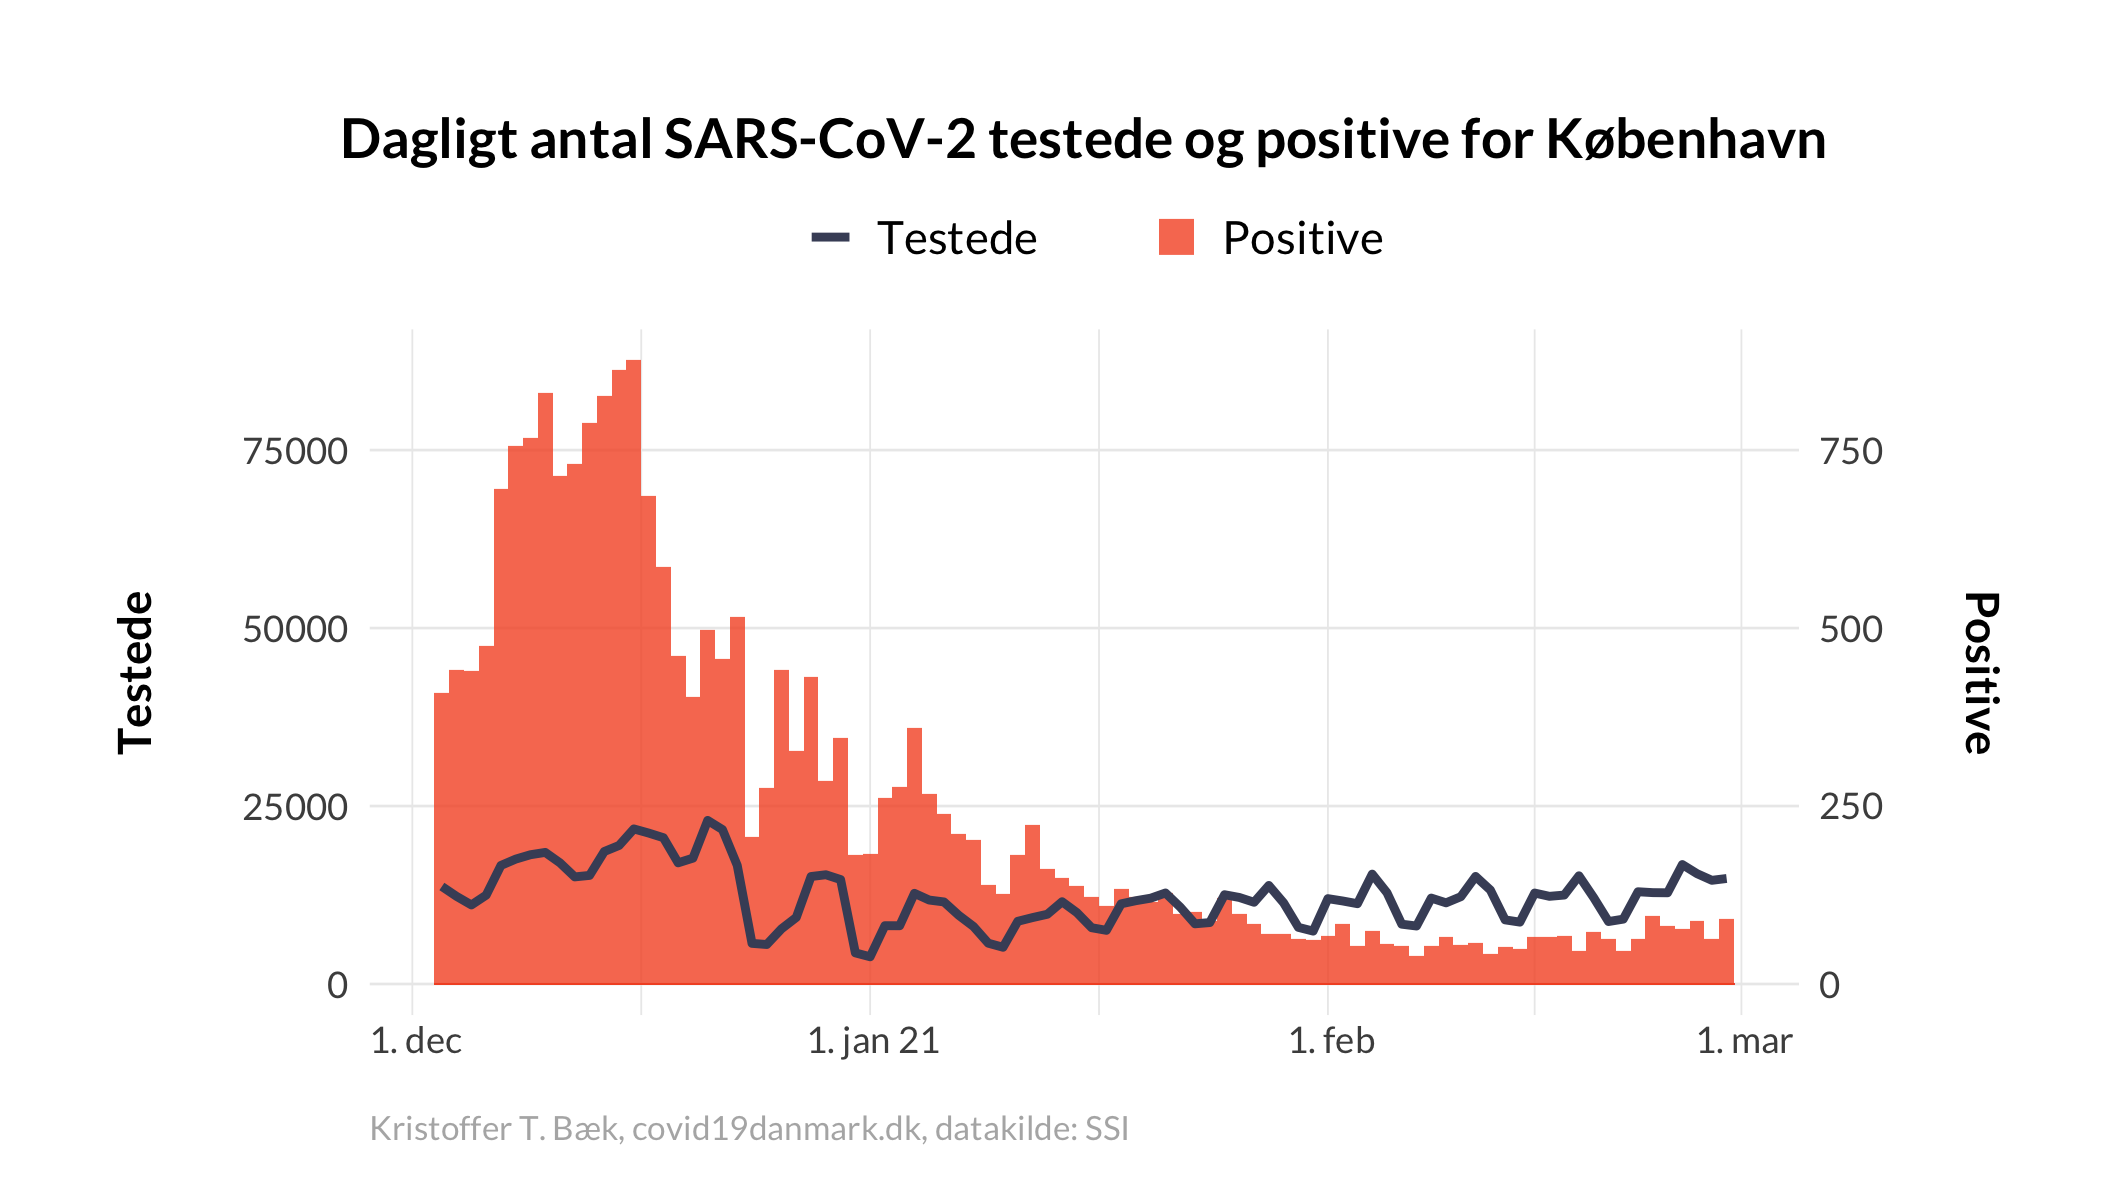 Dagligt antal SARS-CoV-2 testede og positive for København
Testede
Positive
75000
50000
25000
0
Testede
750
500
250
0
Positive
1. dec
1. jan 21
1. feb
1. mar
Kristoffer T. Bæk, covid19danmark.dk, datakilde: SSI